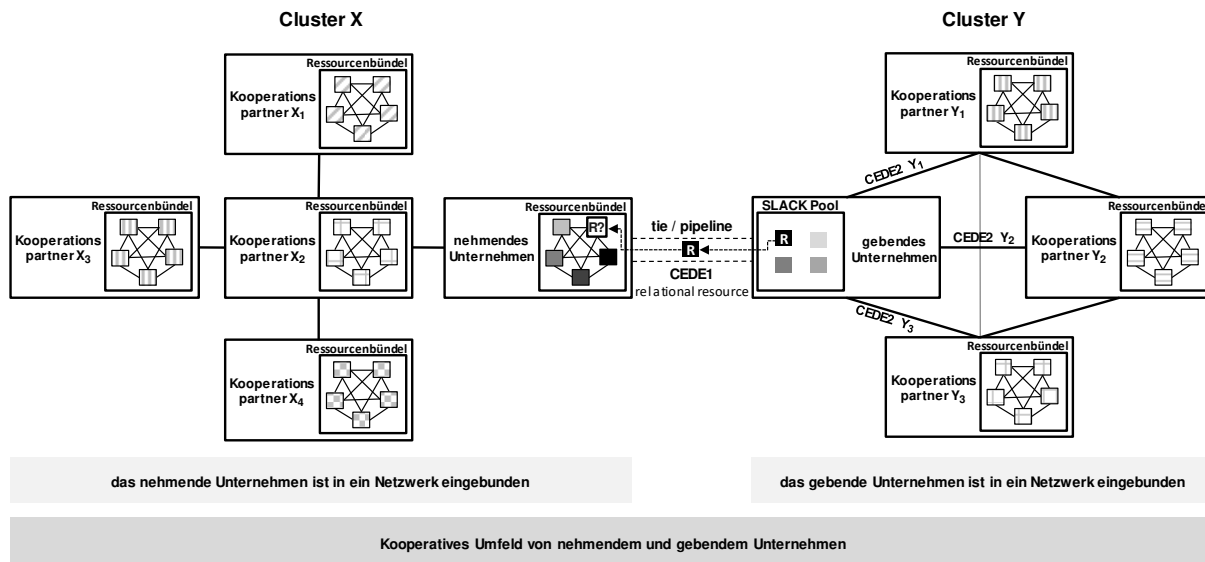 Cluster X
Cluster Y
Ressourcenbündel
Kooperations
partner X1
Ressourcenbündel
Kooperations
partner Y1
CEDE2 Y1
Ressourcenbündel
Kooperations
partner X3
Ressourcenbündel
Kooperations
partner X2
Ressourcenbündel
nehmendes
Unternehmen
R?
tie / pipeline
R
CEDE1
relational resource
SLACK Pool
R
gebendes
Unternehmen
CEDE2 Y2
Ressourcenbündel
Kooperations
partner Y2
CEDE2 Y3
Ressourcenbündel
Kooperations
partner X4
Ressourcenbündel
Kooperations
partner Y3
das nehmende Unternehmen ist in ein Netzwerk eingebunden
das gebende Unternehmen ist in ein Netzwerk eingebunden
Kooperatives Umfeld von nehmendem und gebendem Unternehmen